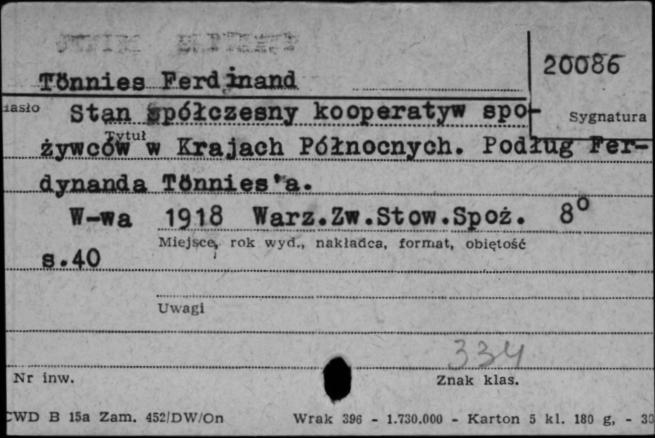 20086
Tönnies Ferdinand
Sygnatura
Stan spółczesny kooperatyw spo-
Tytuł
żywców w Krajach Północnych. Podług Fer-
dynanda Tönnies'a.
W-wa 1918 Warz.Zw.Stow.Spoż. 8°
Miejsce, rok wyd., nakładca, format, objętość
s.40
Uwagi
334
Nr inw.
Znak klas.
CWD B 15a Zam. 452/DW/On Wrak 396 - 1.730.000 - Karton 5 kl. 180 g, -